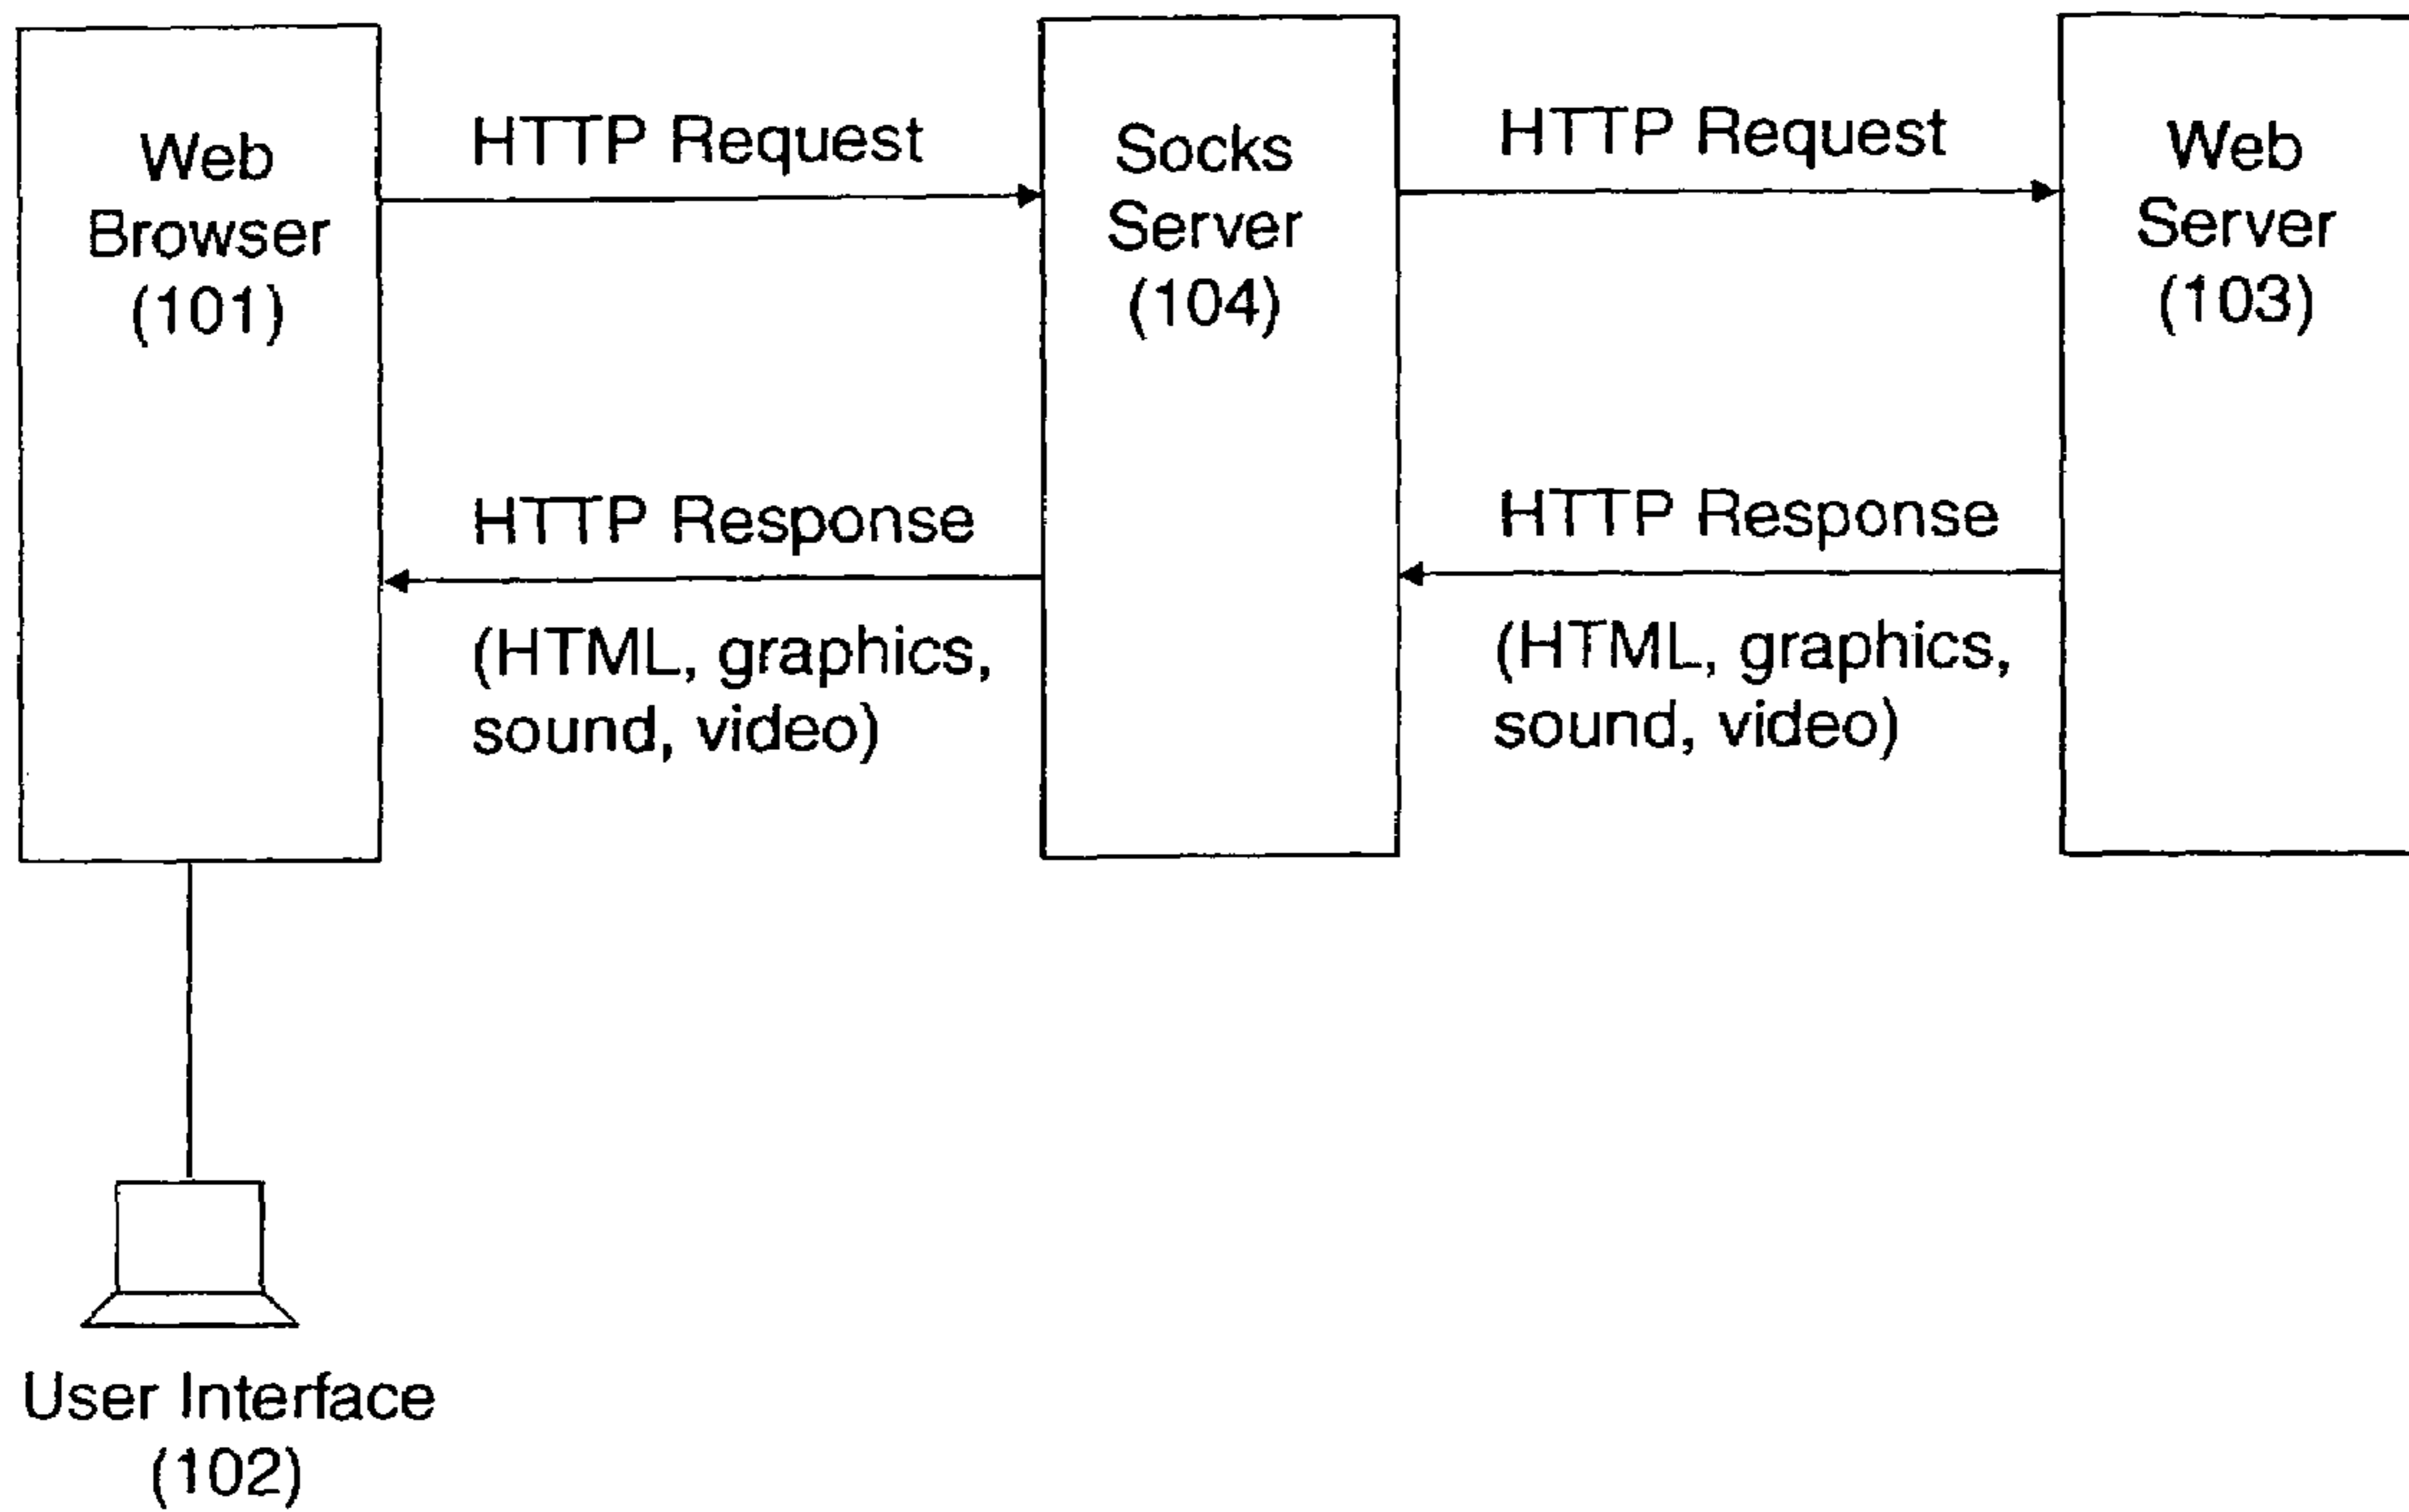 Web
Browser
(101)
HTTP Request
Socks
Server
(104)
HTTP Request
Web
Server
(103)
HTTP Response
(HTML, graphics,
sound, video)
HTTP Response
(HTML, graphics,
sound, video)
User Interface
(102)